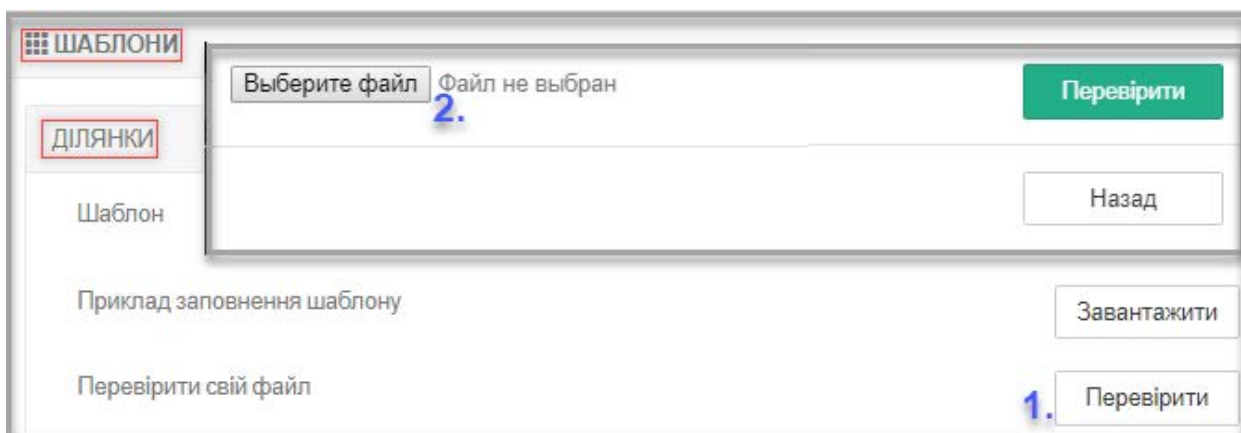 ШАБЛОНИ
Выберите файл Файл не выбран
Перевірити
2.
ДІЛЯНКИ
Назад
Шаблон
Приклад заповнення шаблону
Завантажити
Перевірити свій файл
1. Перевірити